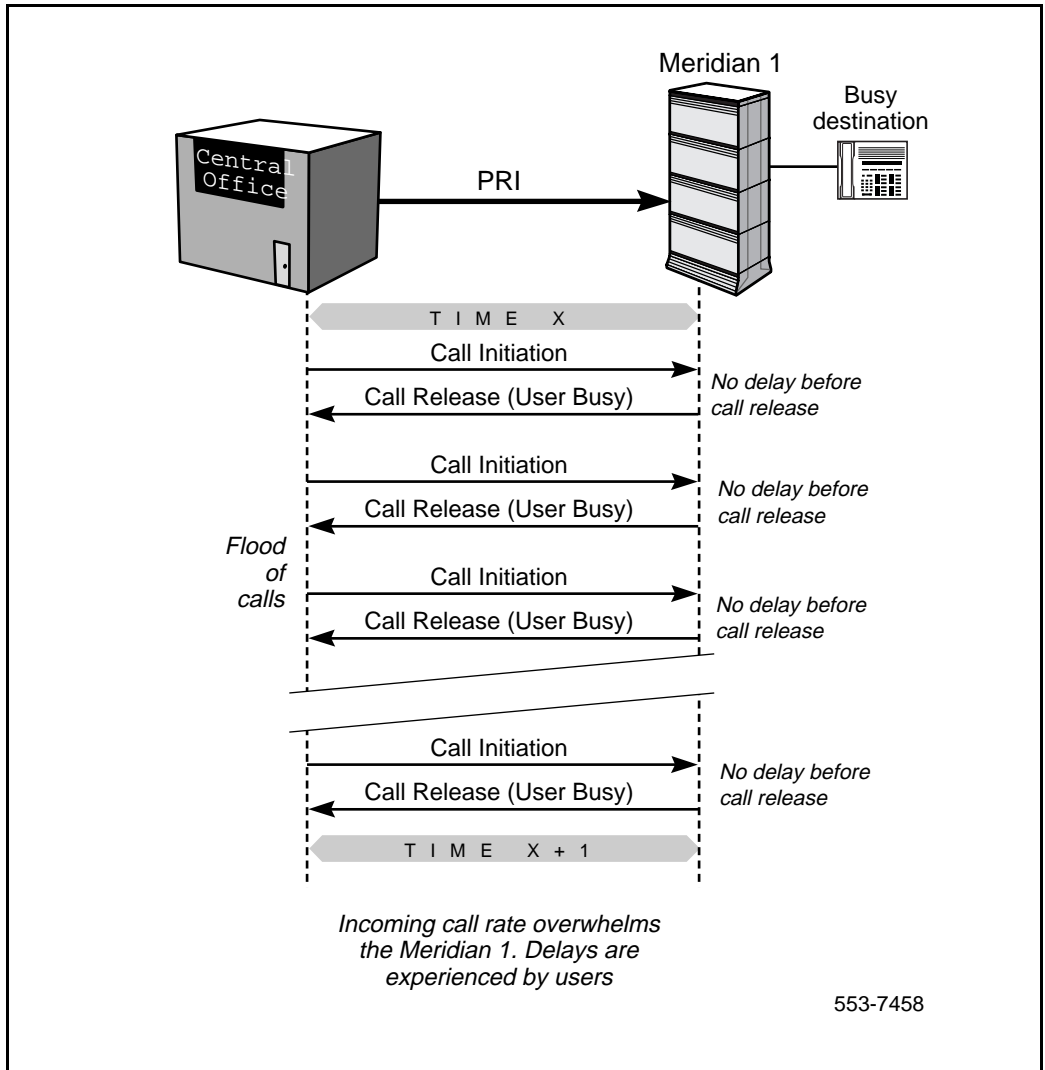 Meridian 1
Busy
destination
Central
Office
PRI
T I M E X
Call Initiation
Call Release (User Busy)
No delay before
call release
Call Initiation
Call Release (User Busy)
No delay before
call release
Flood
of
calls
Call Initiation
Call Release (User Busy)
No delay before
call release
Call Initiation
Call Release (User Busy)
No delay before
call release
T I M E X + 1
Incoming call rate overwhelms
the Meridian 1. Delays are
experienced by users
553-7458